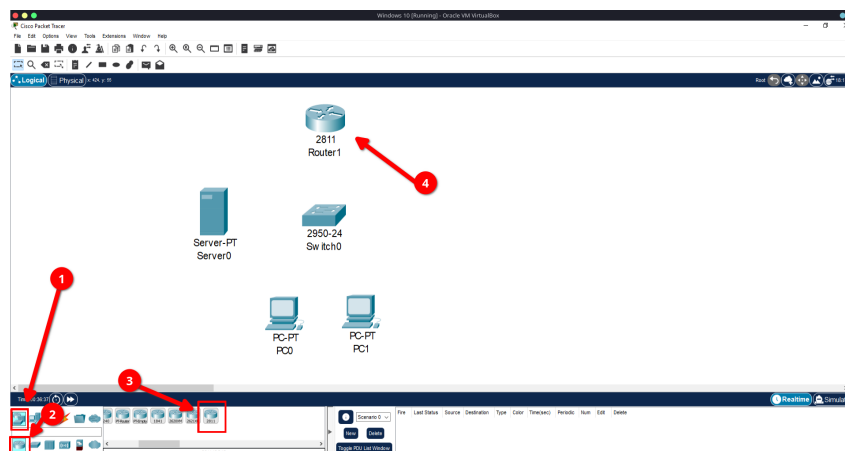 Windows 10 [Running] - Oracle VM VirtualBox
Cisco Packet Tracer
File Edit Options View Tools Extensions Window Help
Logical Physical x: 424, y: 55
Root
2811
Router1
4
Server-PT
Server0
2950-24
Switch0
1
PC-PT
PC0
PC-PT
PC1
3
Realtime
2
2811
Scenario 0
New Delete
Toggle PDU List Window
Fire Last Status Source Destination Type Color Time(sec) Periodic Num Edit Delete